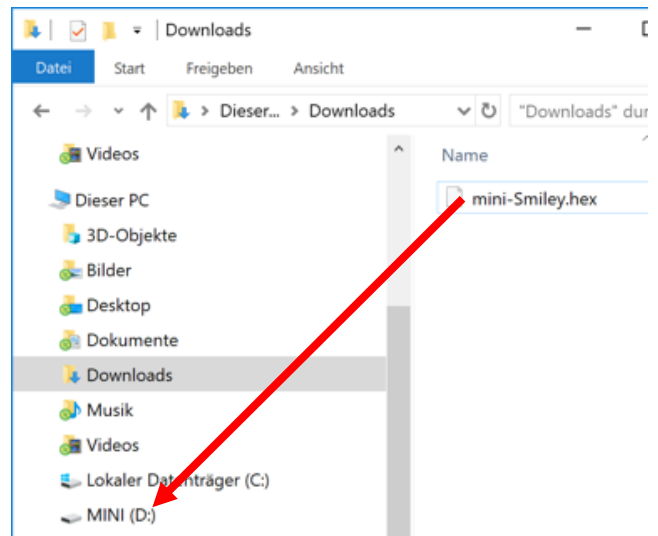 Downloads
Datei Start Freigeben Ansicht
Dieser... > Downloads "Downloads" dur
Videos
Name
Dieser PC
mini-Smiley.hex
3D-Objekte
Bilder
Desktop
Dokumente
Downloads
Musik
Videos
Lokaler Datenträger (C:)
MINI (D:)